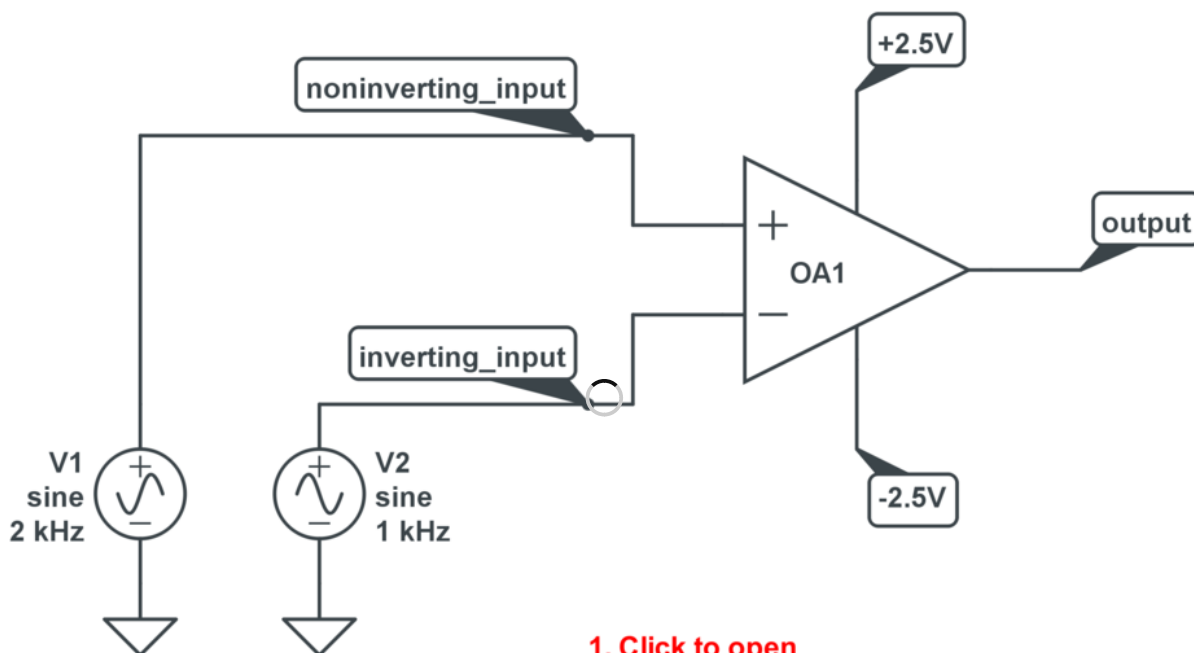 +2.5V
noninverting_input
output
+
OA1
−
inverting_input
V1
sine
2 kHz
+
−
V2
sine
1 kHz
+
−
-2.5V
1. Click to open